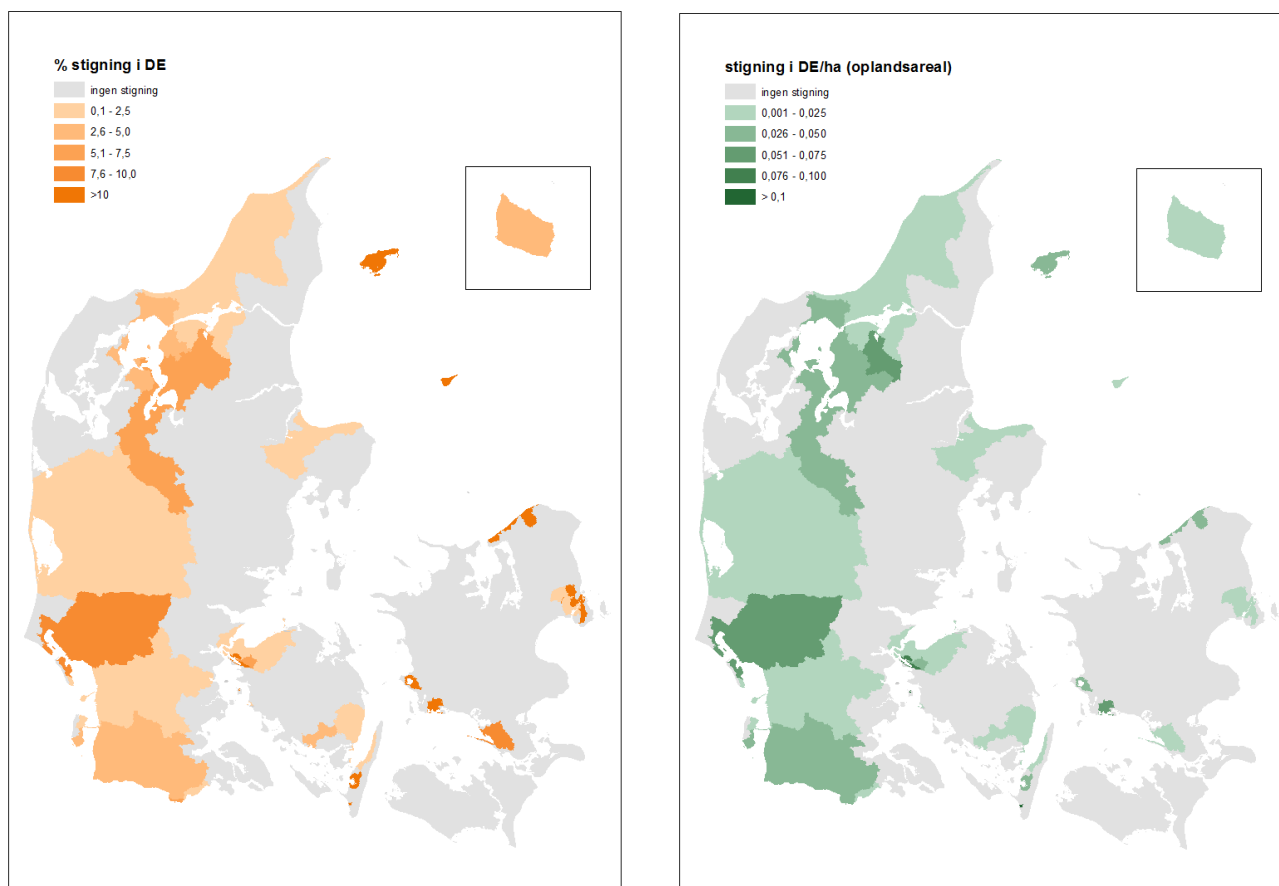 % stigning i DE
ingen stigning
0,1 - 2,5
2,6 - 5,0
5,1 - 7,5
7,6 - 10,0
>10
stigning i DE/ha (oplandsareal)
ingen stigning
0,001 - 0,025
0,026 - 0,050
0,051 - 0,075
0,076 - 0,100
> 0,1